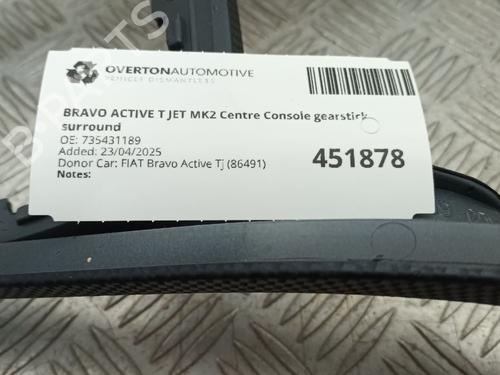 OVERTONAUTOMOTIVE
VEHICLE DISMANTLERS
BRAVO ACTIVE T JET MK2 Centre Console gearstick
surround
OE: 735431189
Added: 23/04/2025
Donor Car: FIAT Bravo Active TJ (86491)
Notes:
451878
B-PARTS